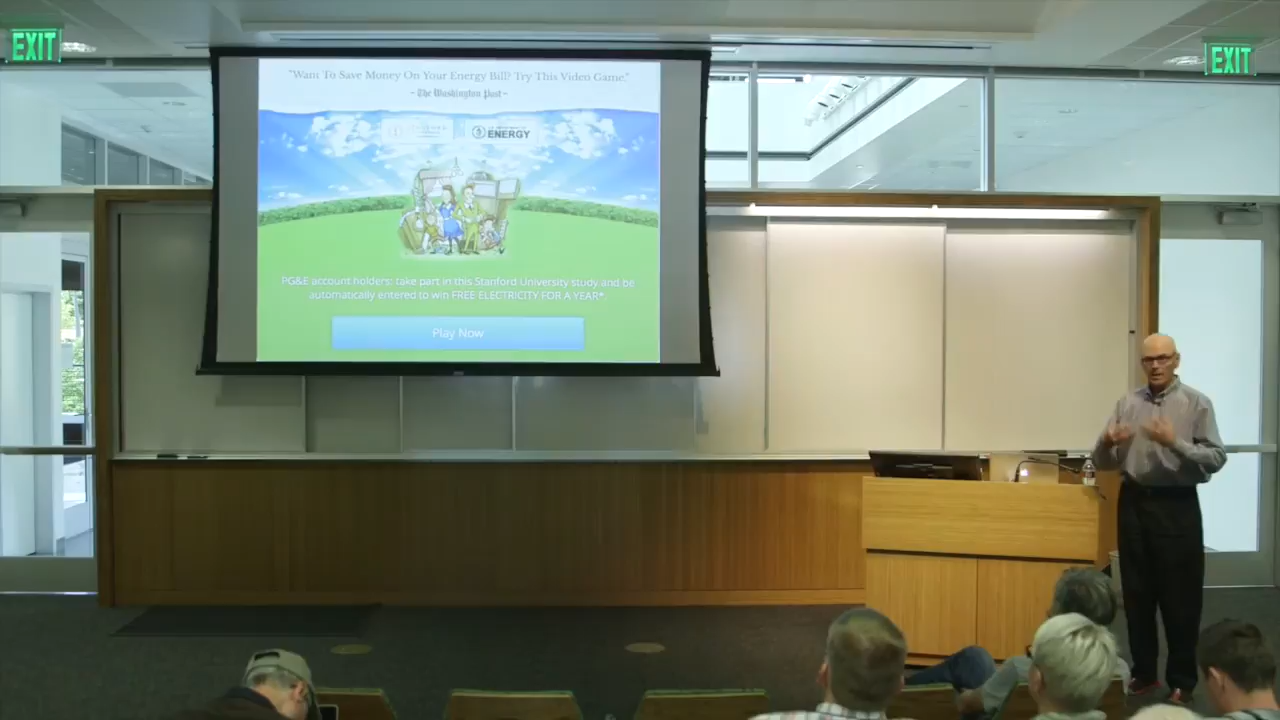 EXIT
EXIT
"Want To Save Money On Your Energy Bill? Try This Video Game."
- The Washington Post -
ENERGY
PG&E account holders: take part in this Stanford University study and be
automatically entered to win FREE ELECTRICITY FOR A YEAR*.
Play Now